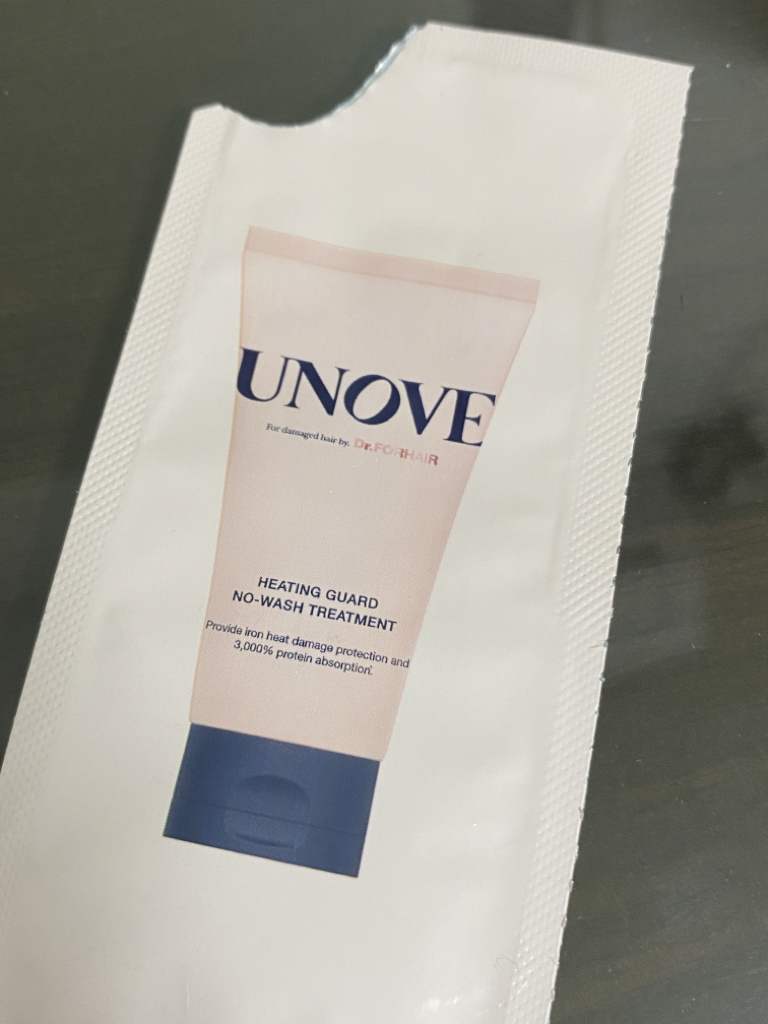 UNOVE
For damaged hair by. Dr.FORHAIR
HEATING GUARD
NO-WASH TREATMENT
Provide iron heat damage protection and
3,000% protein absorption*.